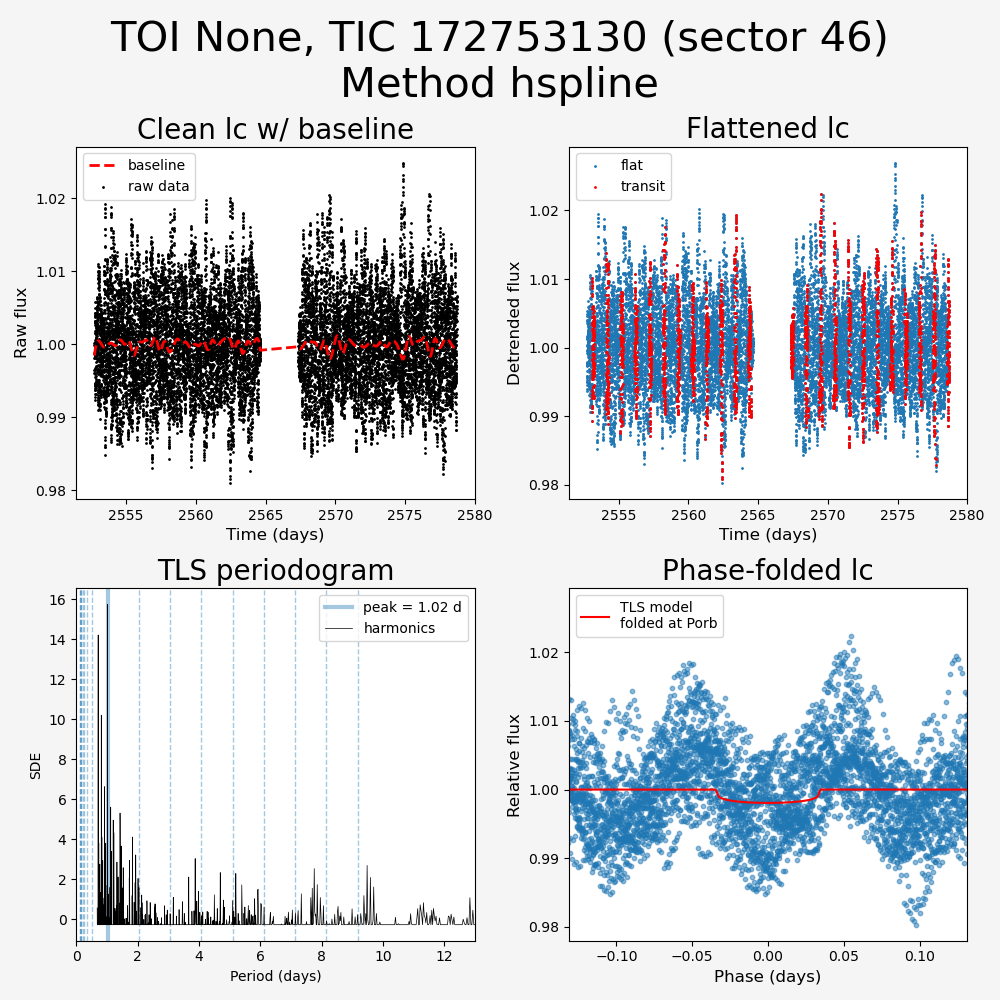 TOI None, TIC 172753130 (sector 46)
Method hspline
Clean lc w/ baseline
baseline
raw data
1.02
1.01
1.00
0.99
0.98
Raw flux
2555 2560 2565 2570 2575 2580
Time (days)
Flattened lc
flat
transit
1.02
1.01
1.00
0.99
0.98
Detrended flux
2555 2560 2565 2570 2575 2580
Time (days)
TLS periodogram
peak = 1.02 d
harmonics
16
14
12
10
8
6
4
2
0
SDE
0 2 4 6 8 10 12
Period (days)
Phase-folded lc
TLS model
folded at Porb
1.02
1.01
1.00
0.99
0.98
Relative flux
−0.10 −0.05 0.00 0.05 0.10
Phase (days)